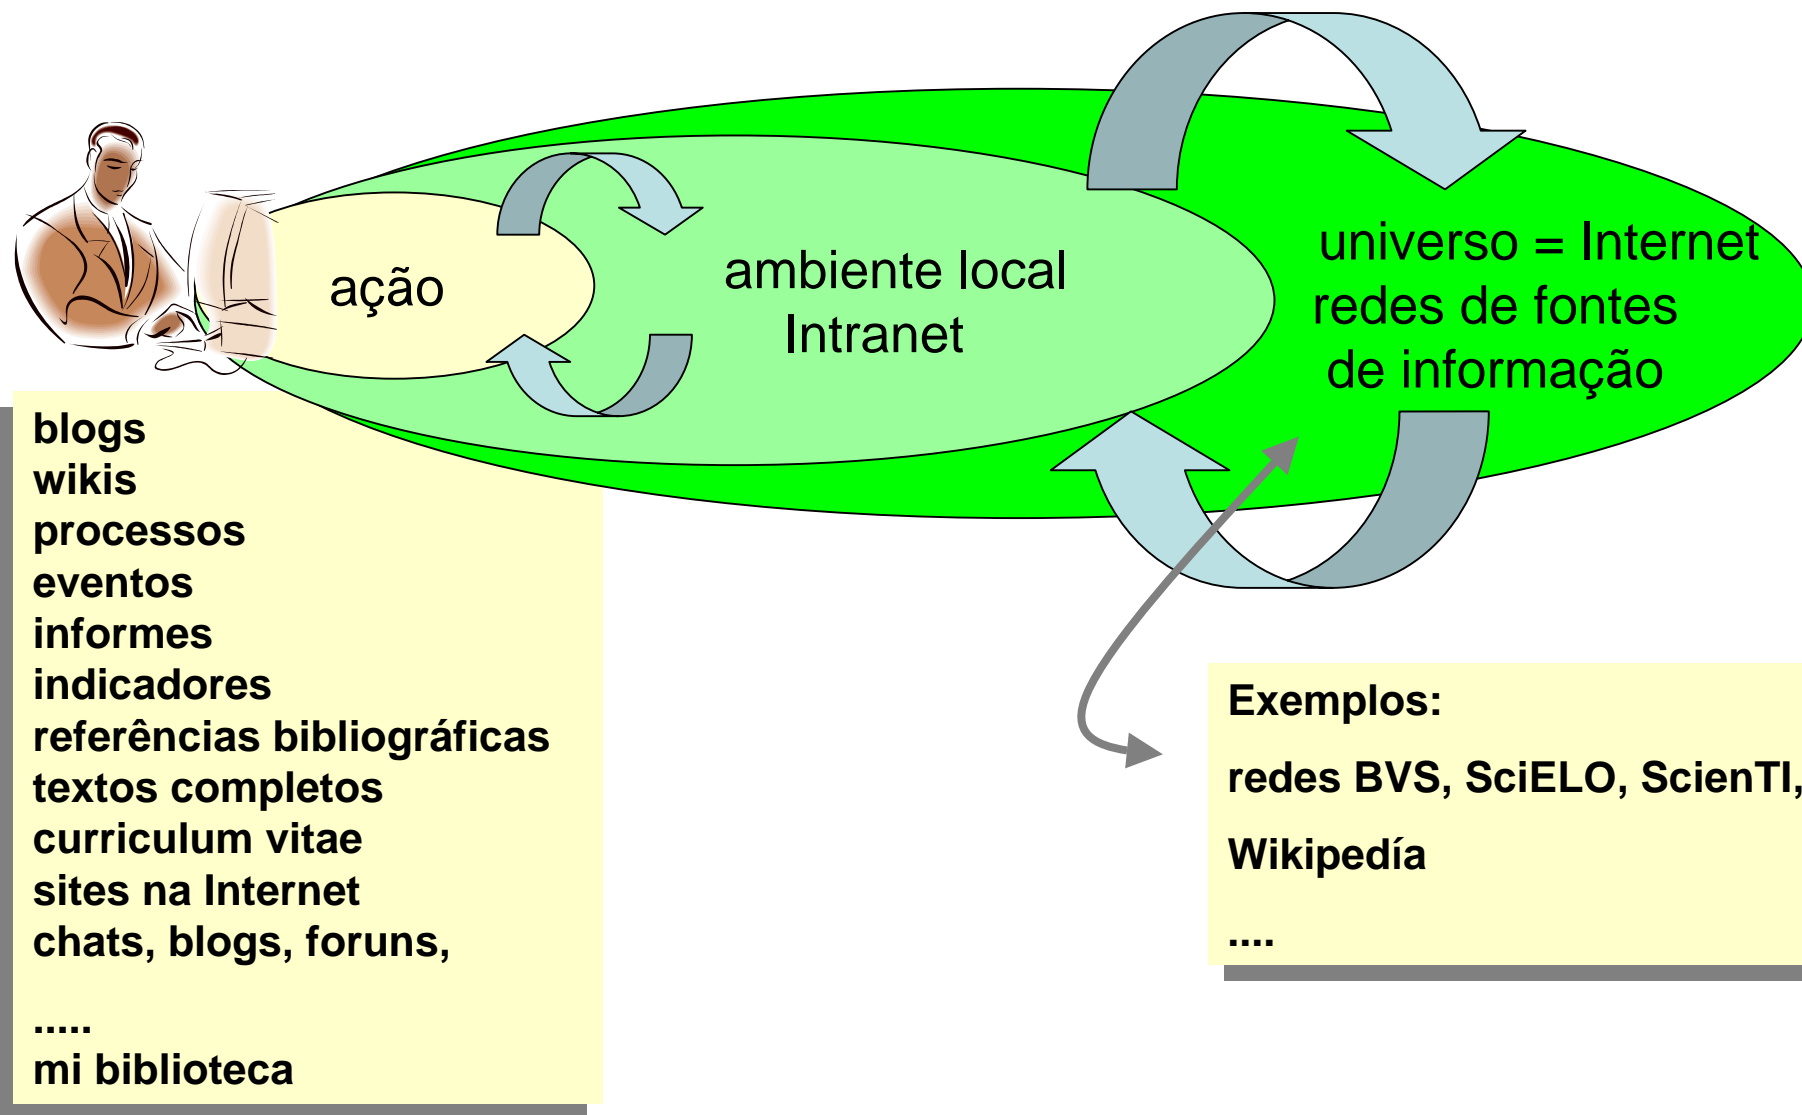 ação
ambiente local
Intranet
universo = Internet
redes de fontes
de informação
blogs
wikis
processos
eventos
informes
indicadores
referências bibliográficas
textos completos
curriculum vitae
sites na Internet
chats, blogs, foruns,
.....
mi biblioteca
Exemplos:
redes BVS, SciELO, ScienTI,
Wikipedía
....